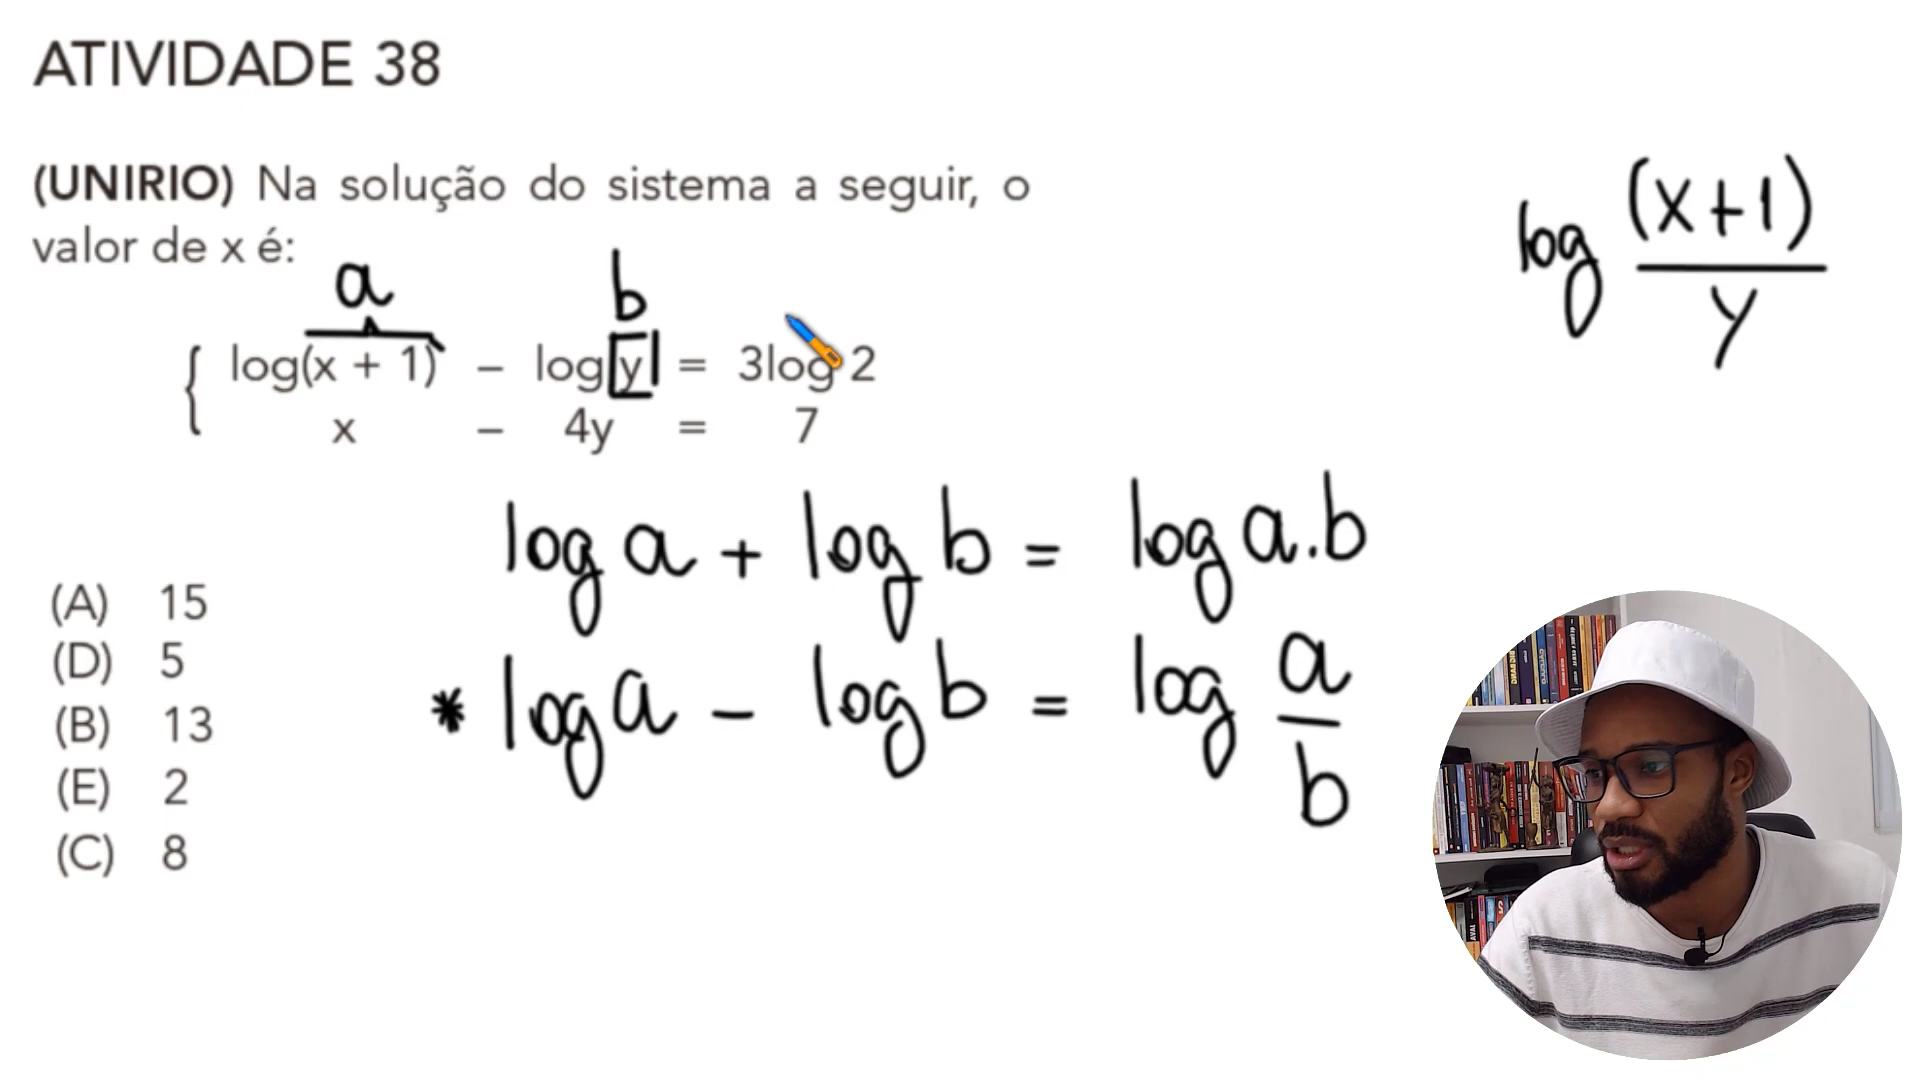 ATIVIDADE 38
(UNIRIO) Na solução do sistema a seguir, o
valor de x é:
a b
{ log(x + 1) – log y = 3log 2
x – 4y = 7
log (x+1)/y
log a + log b = log a.b
* log a – log b = log a/b
(A) 15
(D) 5
(B) 13
(E) 2
(C) 8